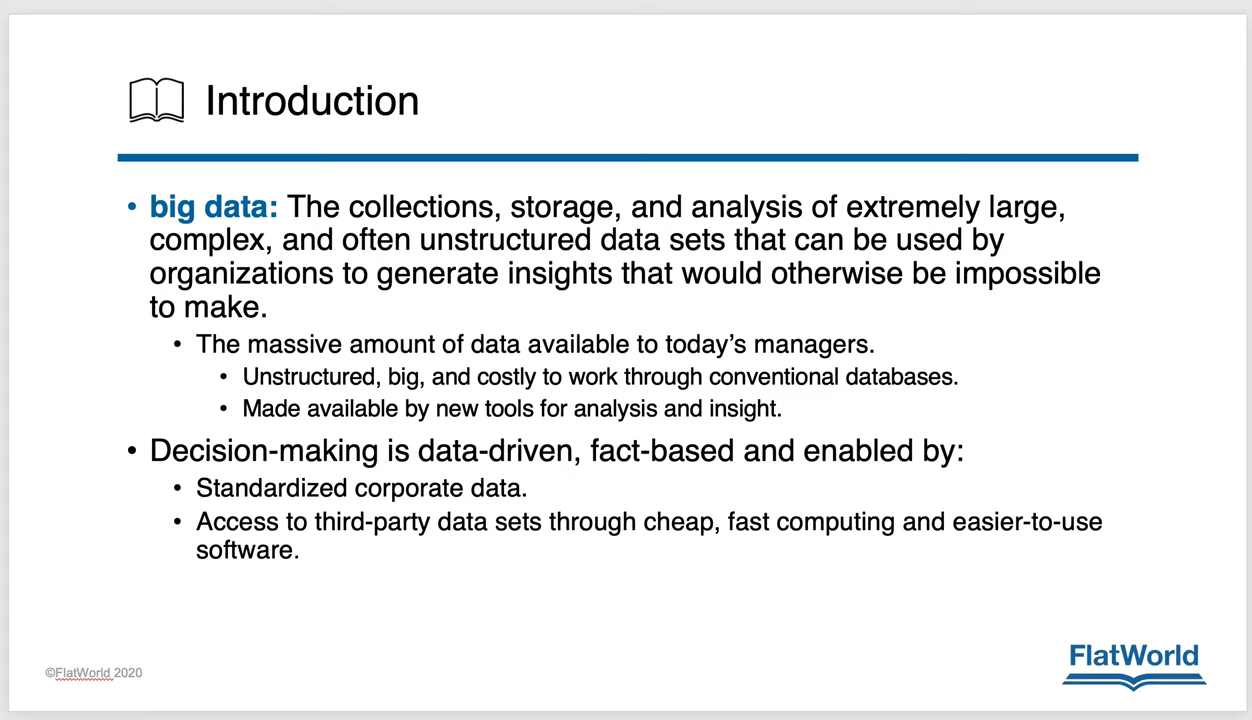 Introduction
• big data: The collections, storage, and analysis of extremely large,
complex, and often unstructured data sets that can be used by
organizations to generate insights that would otherwise be impossible
to make.
• The massive amount of data available to today’s managers.
• Unstructured, big, and costly to work through conventional databases.
• Made available by new tools for analysis and insight.
• Decision-making is data-driven, fact-based and enabled by:
• Standardized corporate data.
• Access to third-party data sets through cheap, fast computing and easier-to-use
software.
©FlatWorld 2020
FlatWorld